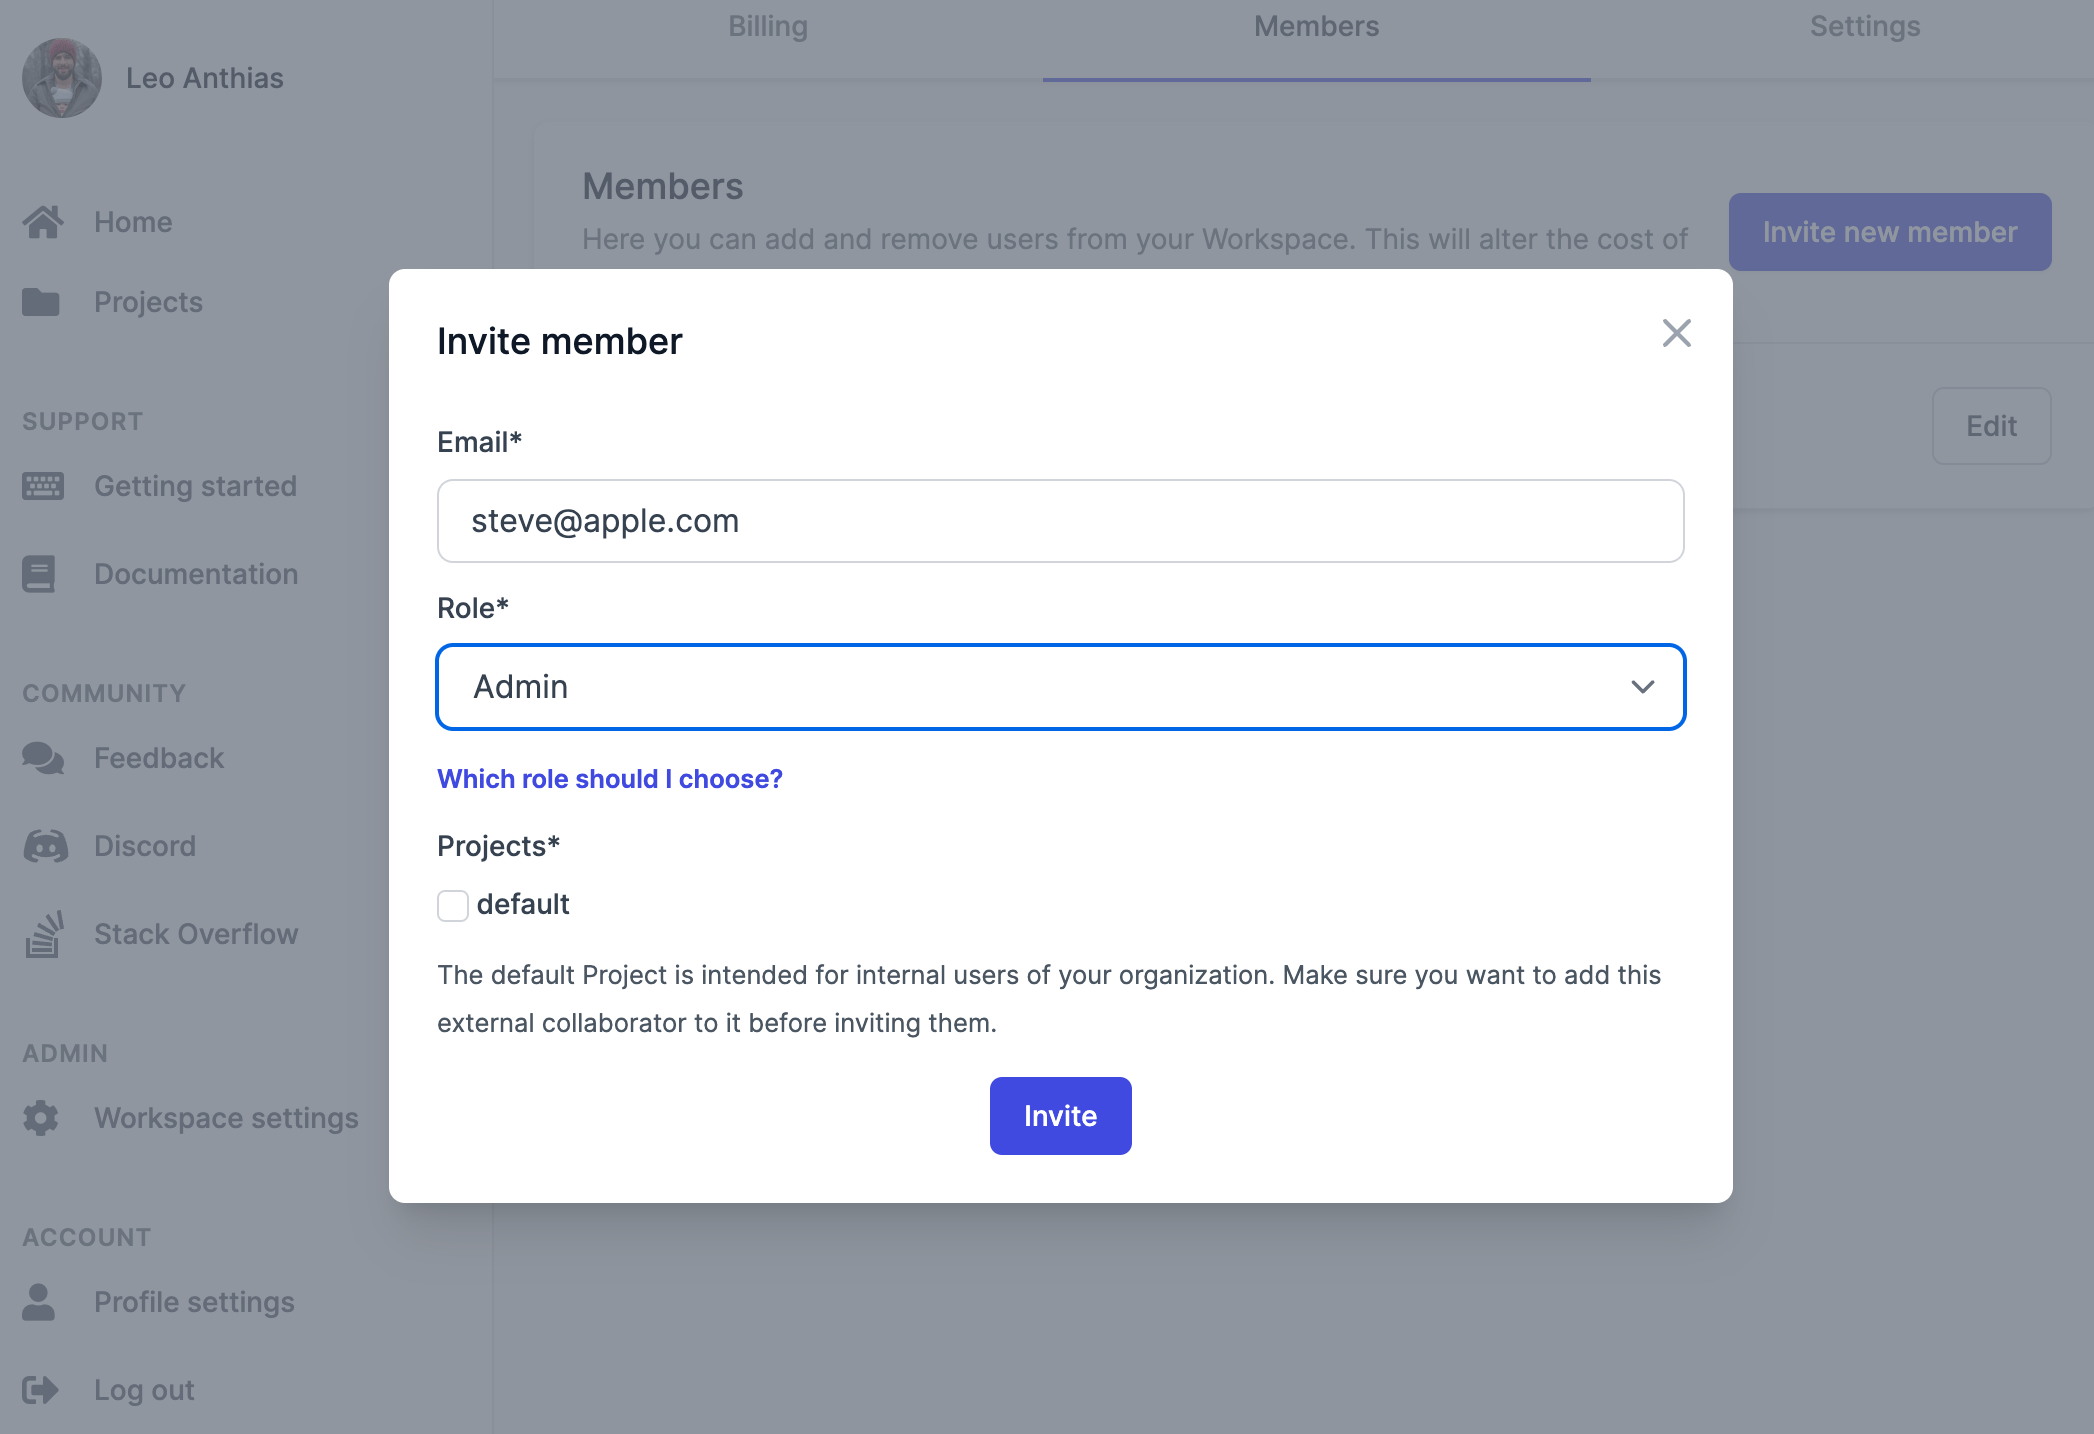 Leo Anthias
Home
Projects
SUPPORT
Getting started
Documentation
COMMUNITY
Feedback
Discord
Stack Overflow
ADMIN
Workspace settings
ACCOUNT
Profile settings
Log out
Billing
Members
Settings
Members
Here you can add and remove users from your Workspace. This will alter the cost of
Invite new member
Edit
Invite member
Email*
steve@apple.com
Role*
Admin
Which role should I choose?
Projects*
default
The default Project is intended for internal users of your organization. Make sure you want to add this
external collaborator to it before inviting them.
Invite